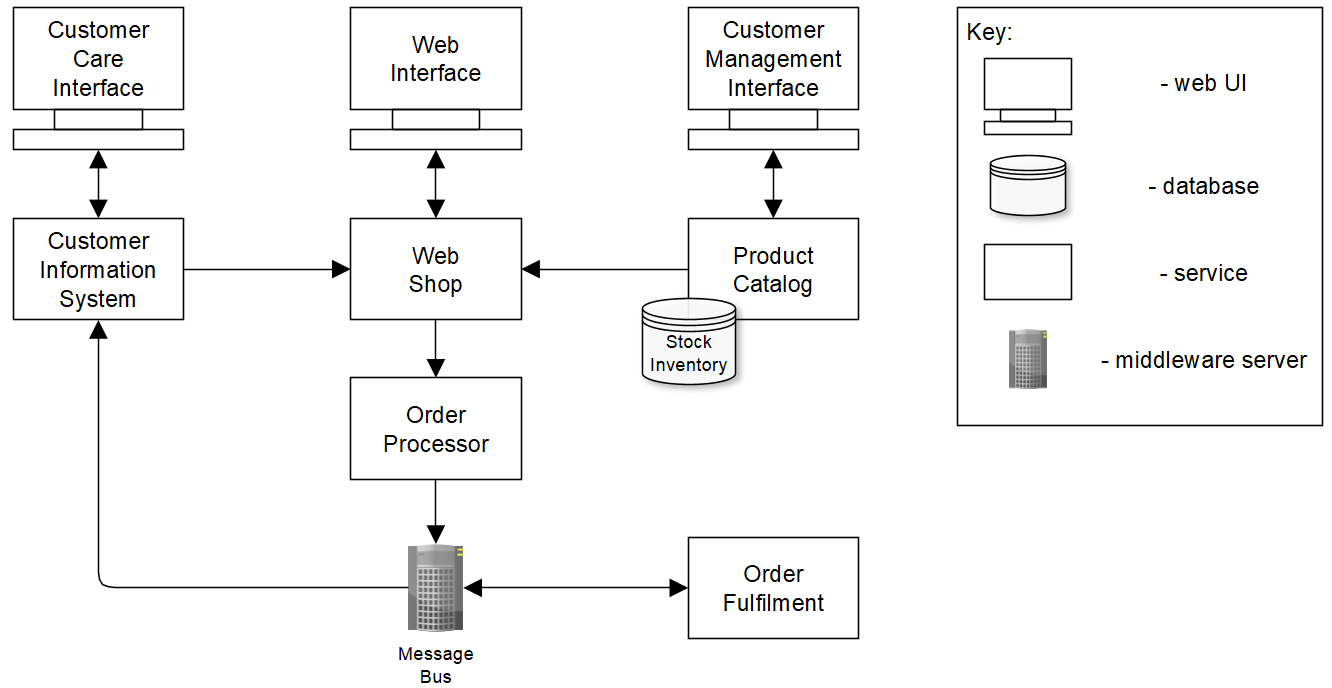 Customer
Care
Interface
Web
Interface
Customer
Management
Interface
Key:
- web UI
- database
- service
- middleware server
Customer
Information
System
Web
Shop
Product
Catalog
Stock
Inventory
Order
Processor
Order
Fulfilment
Message
Bus